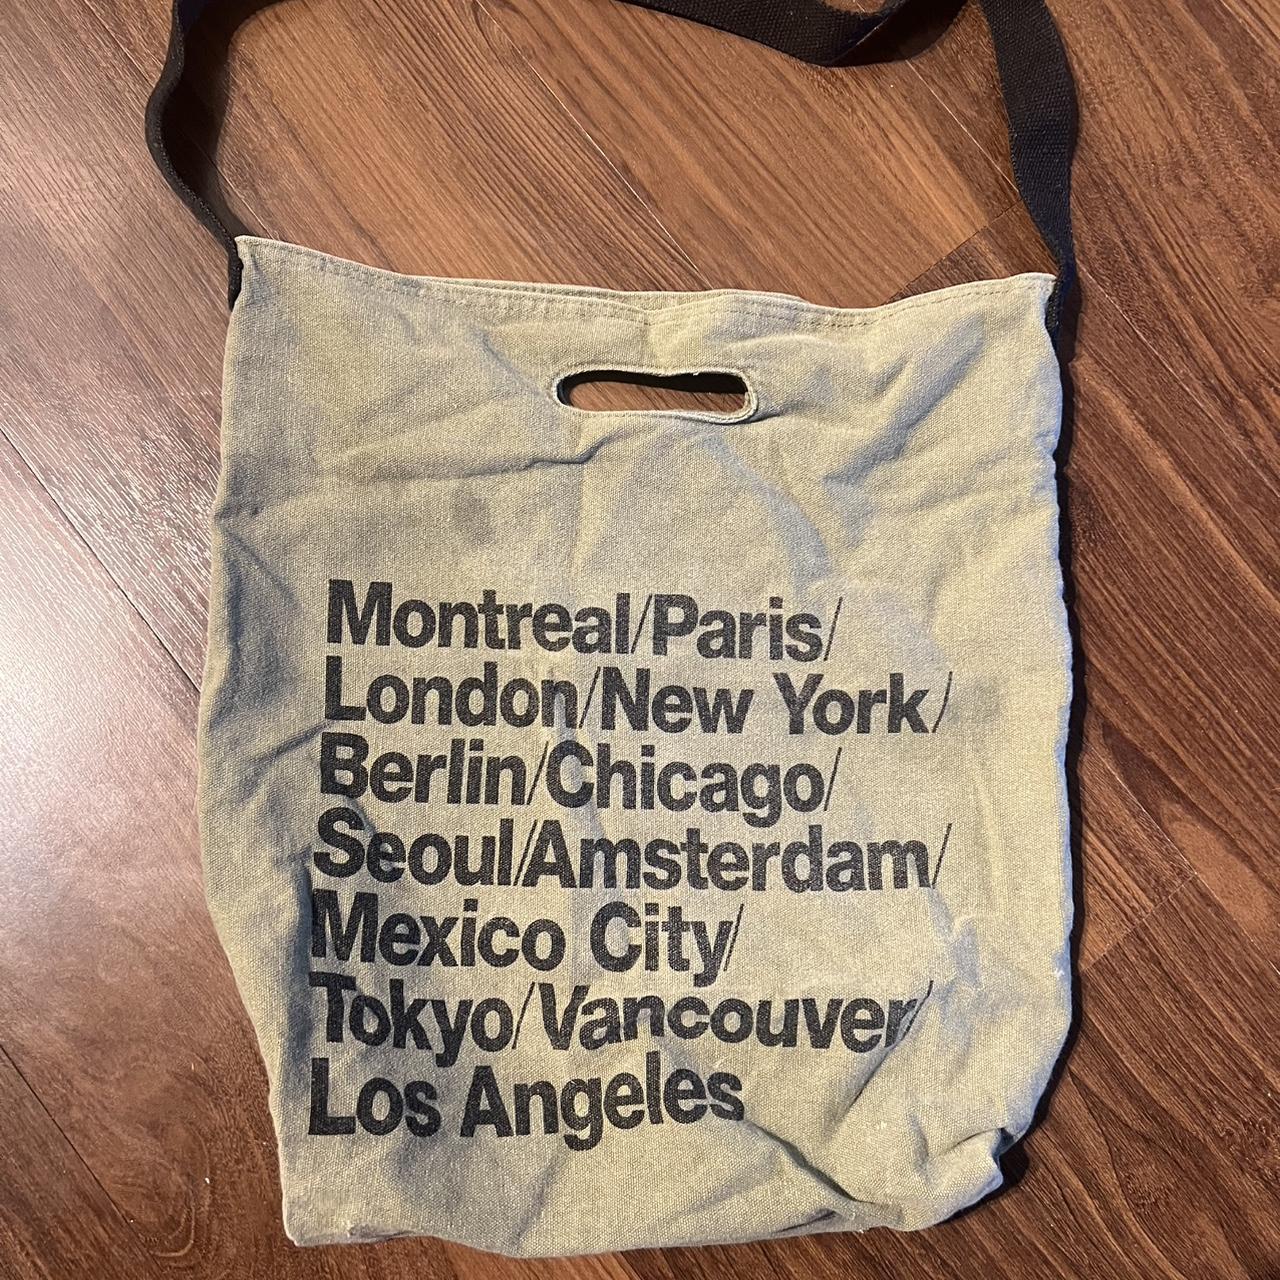 Montreal/Paris/
London/New York/
Berlin/Chicago/
Seoul/Amsterdam/
Mexico City/
Tokyo/Vancouver/
Los Angeles